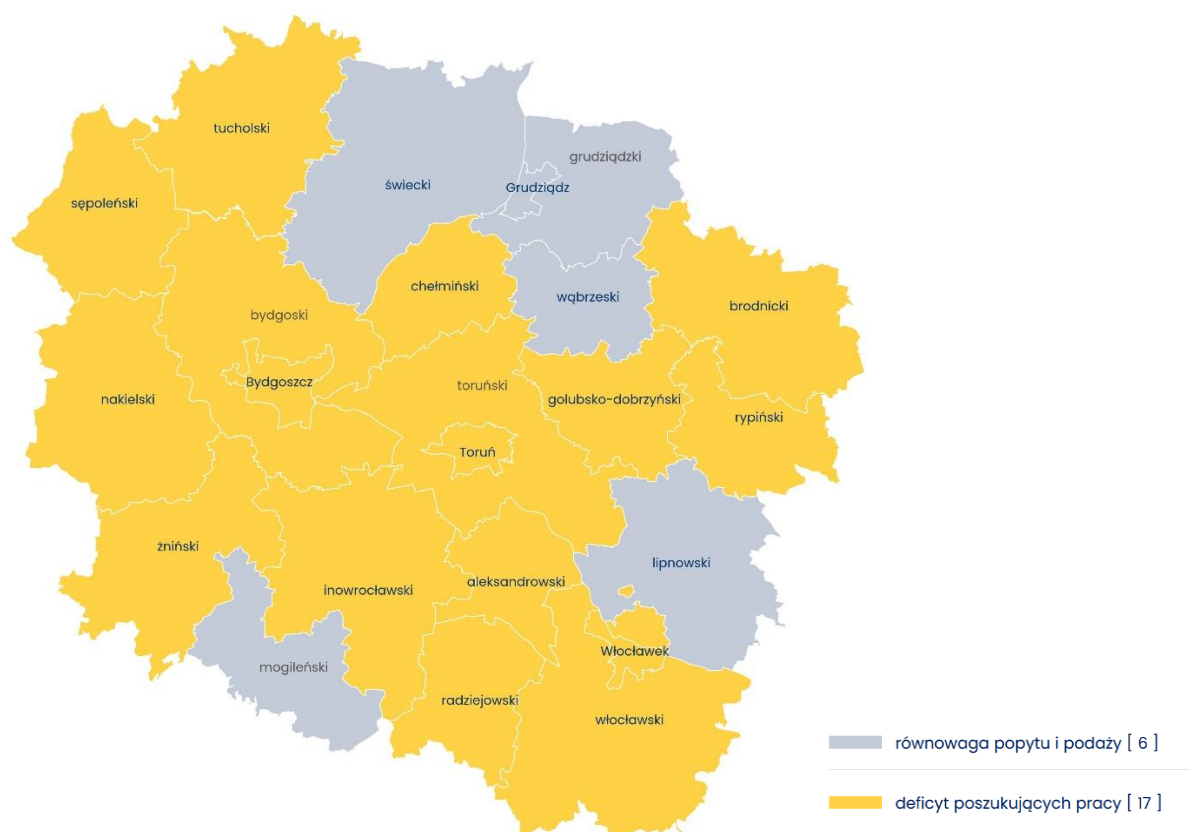 tucholski
grudziądzki
świecki
Grudziądz
sępoleński
chełmiński
wąbrzeski
brodnicki
bydgoski
Bydgoszcz
toruński
nakielski
golubsko-dobrzyński
rypiński
Toruń
żniński
lipnowski
inowrocławski
aleksandrowski
Włocławek
mogileński
radziejowski
włocławski
równowaga popytu i podaży [ 6 ]
deficyt poszukujących pracy [ 17 ]